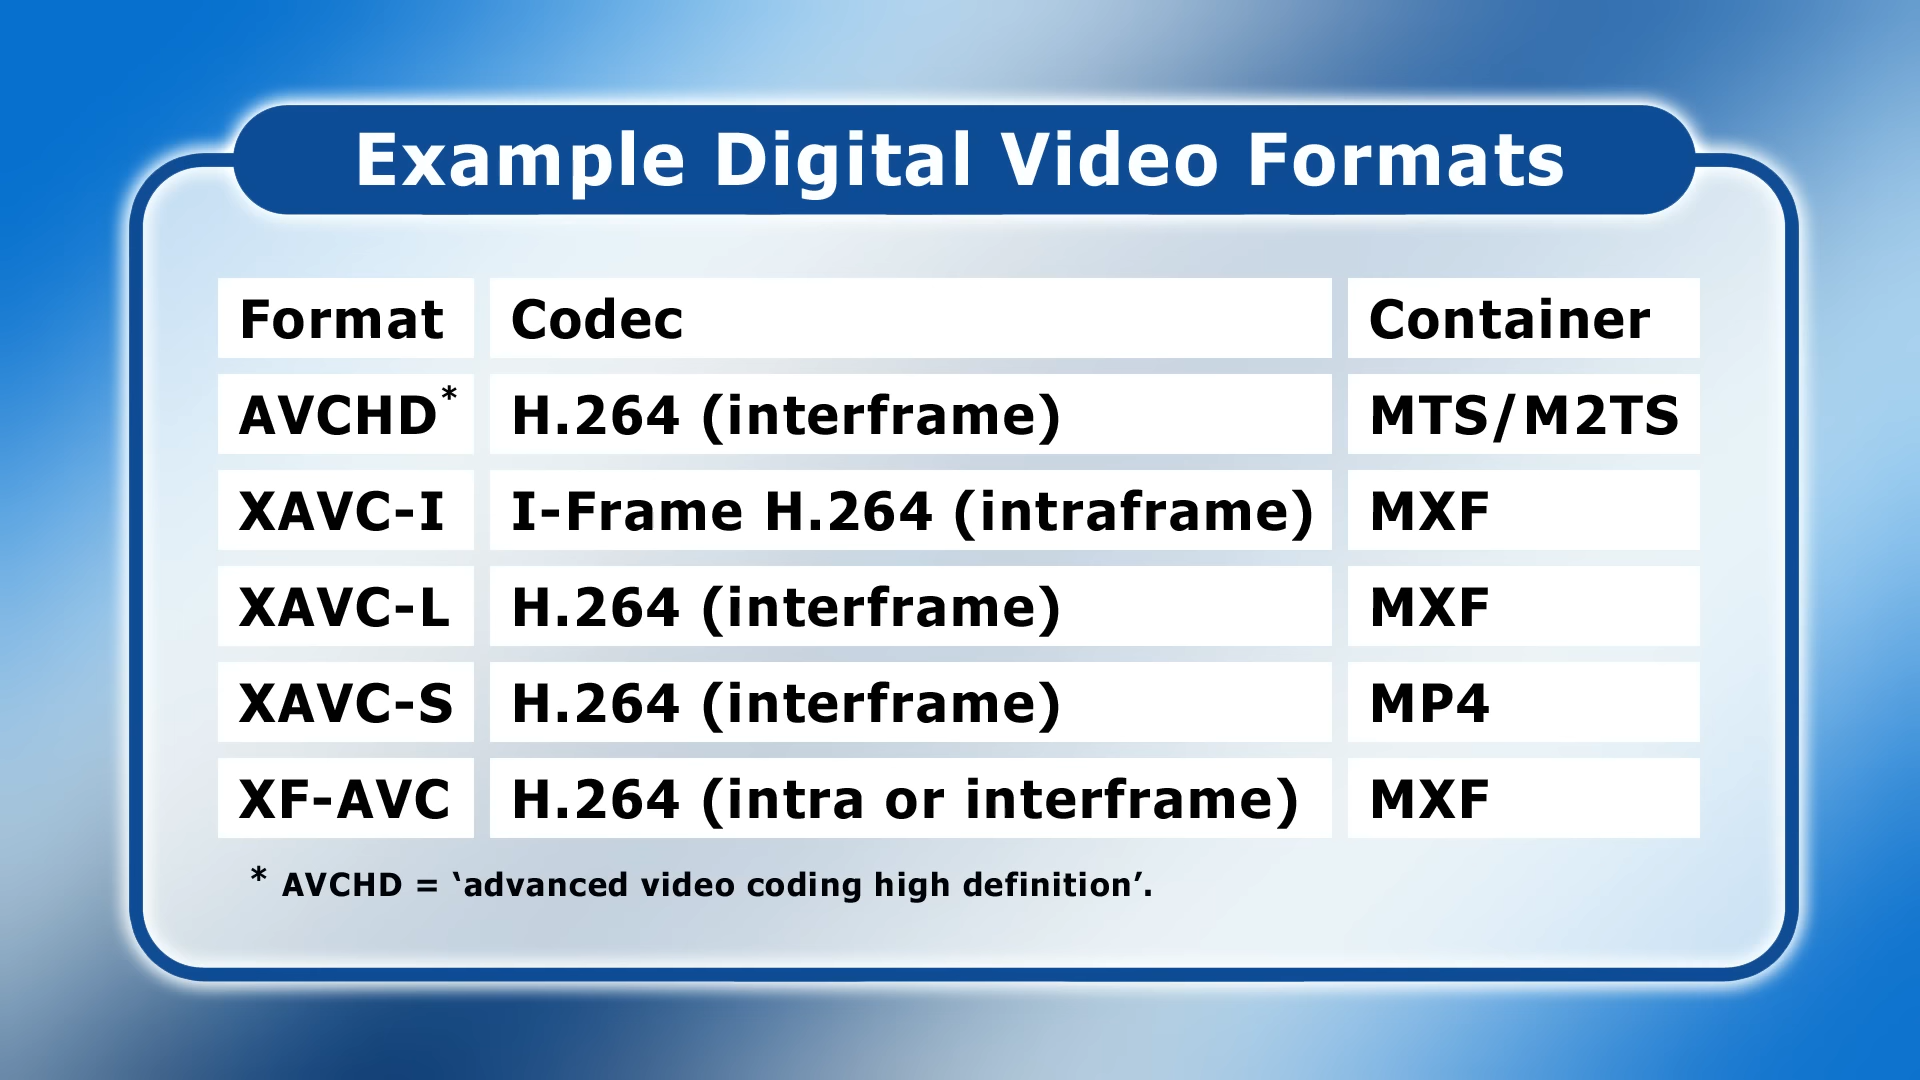 Example Digital Video Formats
Format Codec Container
AVCHD* H.264 (interframe) MTS/M2TS
XAVC-I I-Frame H.264 (intraframe) MXF
XAVC-L H.264 (interframe) MXF
XAVC-S H.264 (interframe) MP4
XF-AVC H.264 (intra or interframe) MXF
* AVCHD = ‘advanced video coding high definition’.